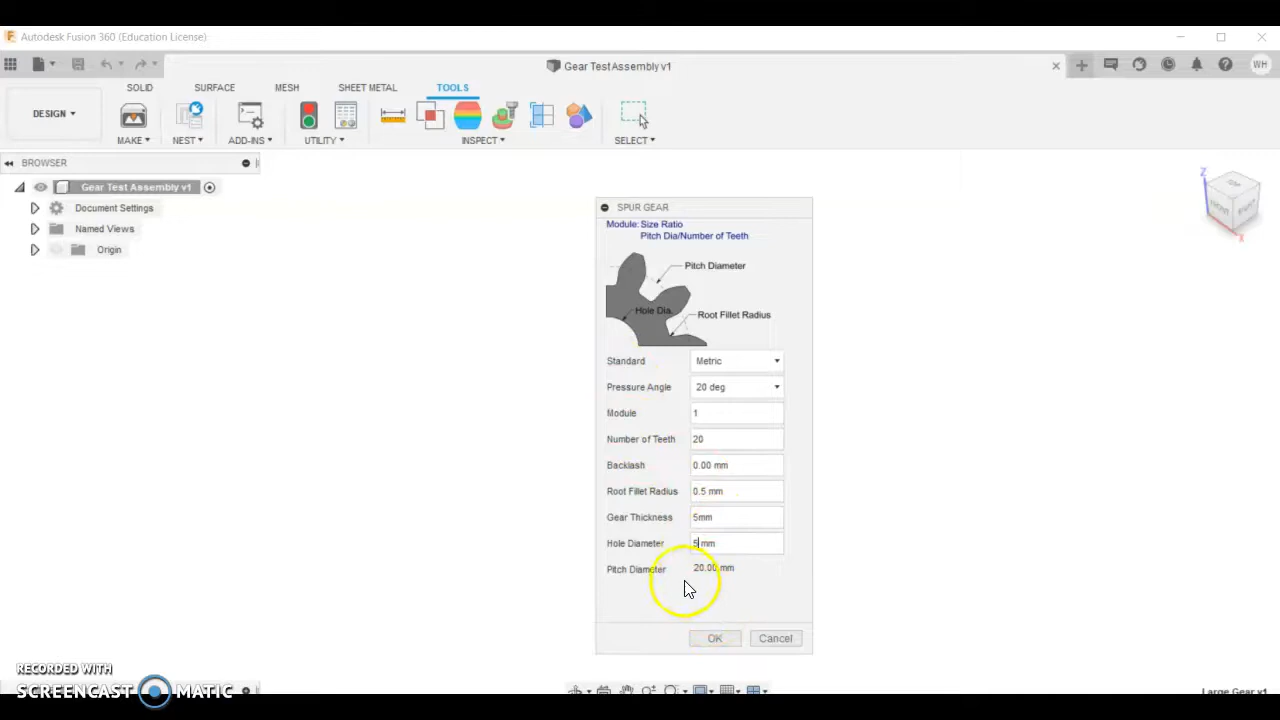 Autodesk Fusion 360 (Education License)
Gear Test Assembly v1
WH
SOLID SURFACE MESH SHEET METAL TOOLS
DESIGN
MAKE NEST ADD-INS UTILITY INSPECT SELECT
BROWSER
Gear Test Assembly v1
Document Settings
Named Views
Origin
TOP
FRONT RIGHT
Z
X
SPUR GEAR
Module: Size Ratio
Pitch Dia/Number of Teeth
Pitch Diameter
Hole Dia.
Root Fillet Radius
Standard Metric
Pressure Angle 20 deg
Module 1
Number of Teeth 20
Backlash 0.00 mm
Root Fillet Radius 0.5 mm
Gear Thickness 5mm
Hole Diameter 5 mm
Pitch Diameter 20.00 mm
OK Cancel
RECORDED WITH
SCREENCAST MATIC
Large Gear v1